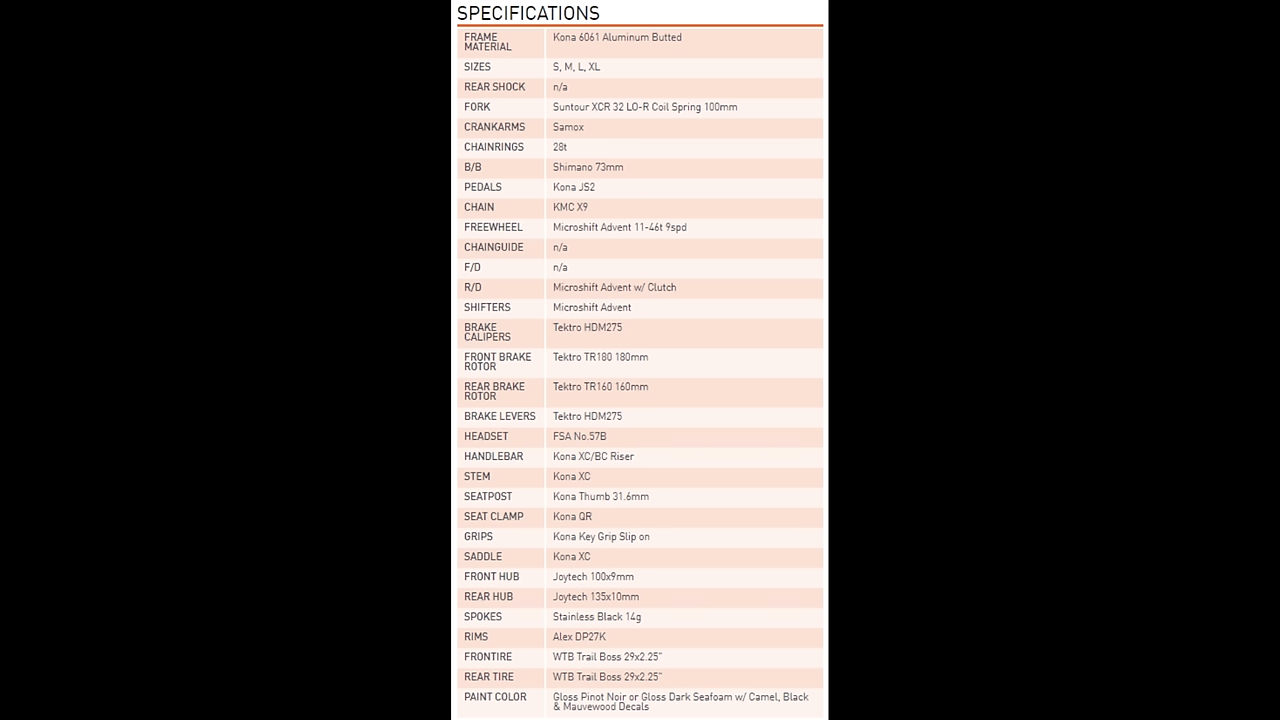 SPECIFICATIONS
FRAME MATERIAL Kona 6061 Aluminum Butted
SIZES S, M, L, XL
REAR SHOCK n/a
FORK Suntour XCR 32 LO-R Coil Spring 100mm
CRANKARMS Samox
CHAINRINGS 28t
B/B Shimano 73mm
PEDALS Kona JS2
CHAIN KMC X9
FREEWHEEL Microshift Advent 11-46t 9spd
CHAINGUIDE n/a
F/D n/a
R/D Microshift Advent w/ Clutch
SHIFTERS Microshift Advent
BRAKE CALIPERS Tektro HDM275
FRONT BRAKE ROTOR Tektro TR180 180mm
REAR BRAKE ROTOR Tektro TR160 160mm
BRAKE LEVERS Tektro HDM275
HEADSET FSA No.57B
HANDLEBAR Kona XC/BC Riser
STEM Kona XC
SEATPOST Kona Thumb 31.6mm
SEAT CLAMP Kona QR
GRIPS Kona Key Grip Slip on
SADDLE Kona XC
FRONT HUB Joytech 100x9mm
REAR HUB Joytech 135x10mm
SPOKES Stainless Black 14g
RIMS Alex DP27K
FRONTIRE WTB Trail Boss 29x2.25"
REAR TIRE WTB Trail Boss 29x2.25"
PAINT COLOR Gloss Pinot Noir or Gloss Dark Seafoam w/ Camel, Black
& Mauvewood Decals